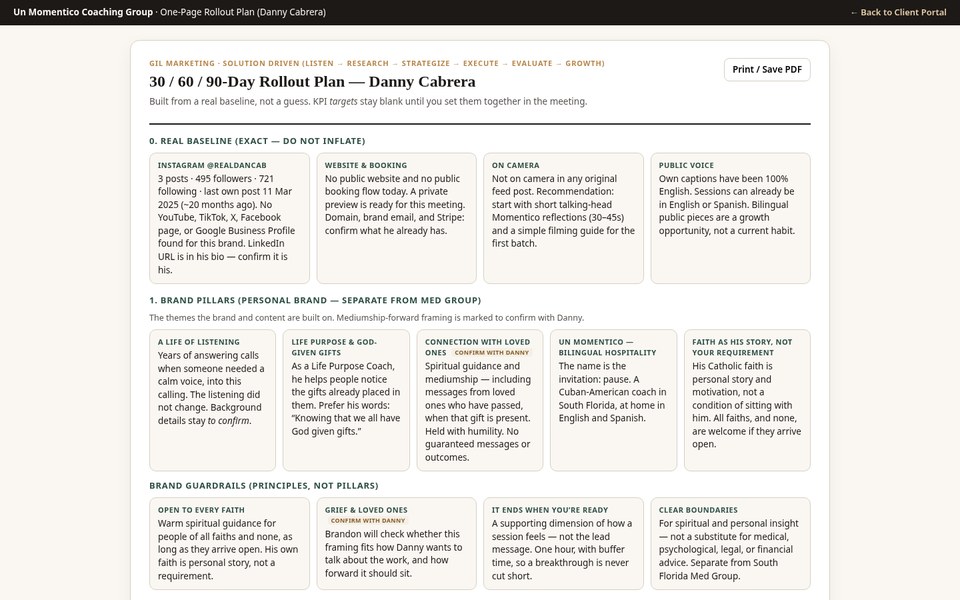 Un Momentico Coaching Group · One-Page Rollout Plan (Danny Cabrera)
← Back to Client Portal
GIL MARKETING · SOLUTION DRIVEN (LISTEN → RESEARCH → STRATEGIZE → EXECUTE → EVALUATE → GROWTH)
Print / Save PDF
30 / 60 / 90-Day Rollout Plan — Danny Cabrera
Built from a real baseline, not a guess. KPI targets stay blank until you set them together in the meeting.
0. REAL BASELINE (EXACT — DO NOT INFLATE)
INSTAGRAM @REALDANCAB
3 posts · 495 followers · 721
following · last own post 11 Mar
2025 (~20 months ago). No
YouTube, TikTok, X, Facebook
page, or Google Business Profile
found for this brand. LinkedIn
URL is in his bio — confirm it is
his.
WEBSITE & BOOKING
No public website and no public
booking flow today. A private
preview is ready for this meeting.
Domain, brand email, and Stripe:
confirm what he already has.
ON CAMERA
Not on camera in any original
feed post. Recommendation:
start with short talking-head
Momentico reflections (30–45s)
and a simple filming guide for the
first batch.
PUBLIC VOICE
Own captions have been 100%
English. Sessions can already be
in English or Spanish. Bilingual
public pieces are a growth
opportunity, not a current habit.
1. BRAND PILLARS (PERSONAL BRAND — SEPARATE FROM MED GROUP)
The themes the brand and content are built on. Mediumship-forward framing is marked to confirm with Danny.
A LIFE OF LISTENING
Years of answering calls
when someone needed a
calm voice, into this
calling. The listening did
not change. Background
details stay to confirm.
LIFE PURPOSE & GOD-
GIVEN GIFTS
As a Life Purpose Coach,
he helps people notice
the gifts already placed in
them. Prefer his words:
“Knowing that we all have
God given gifts.”
CONNECTION WITH LOVED
ONES CONFIRM WITH DANNY
Spiritual guidance and
mediumship — including
messages from loved
ones who have passed,
when that gift is present.
Held with humility. No
guaranteed messages or
outcomes.
UN MOMENTICO —
BILINGUAL HOSPITALITY
The name is the
invitation: pause. A
Cuban-American coach in
South Florida, at home in
English and Spanish.
FAITH AS HIS STORY, NOT
YOUR REQUIREMENT
His Catholic faith is
personal story and
motivation, not a
condition of sitting with
him. All faiths, and none,
are welcome if they arrive
open.
BRAND GUARDRAILS (PRINCIPLES, NOT PILLARS)
OPEN TO EVERY FAITH
Warm spiritual guidance for
people of all faiths and none, as
long as they arrive open. His own
faith is personal story, not a
requirement.
GRIEF & LOVED ONES
CONFIRM WITH DANNY
Brandon will check whether this
framing fits how Danny wants to
talk about the work, and how
forward it should sit.
IT ENDS WHEN YOU'RE READY
A supporting dimension of how a
session feels — not the lead
message. One hour, with buffer
time, so a breakthrough is never
cut short.
CLEAR BOUNDARIES
For spiritual and personal insight
— not a substitute for medical,
psychological, legal, or financial
advice. Separate from South
Florida Med Group.